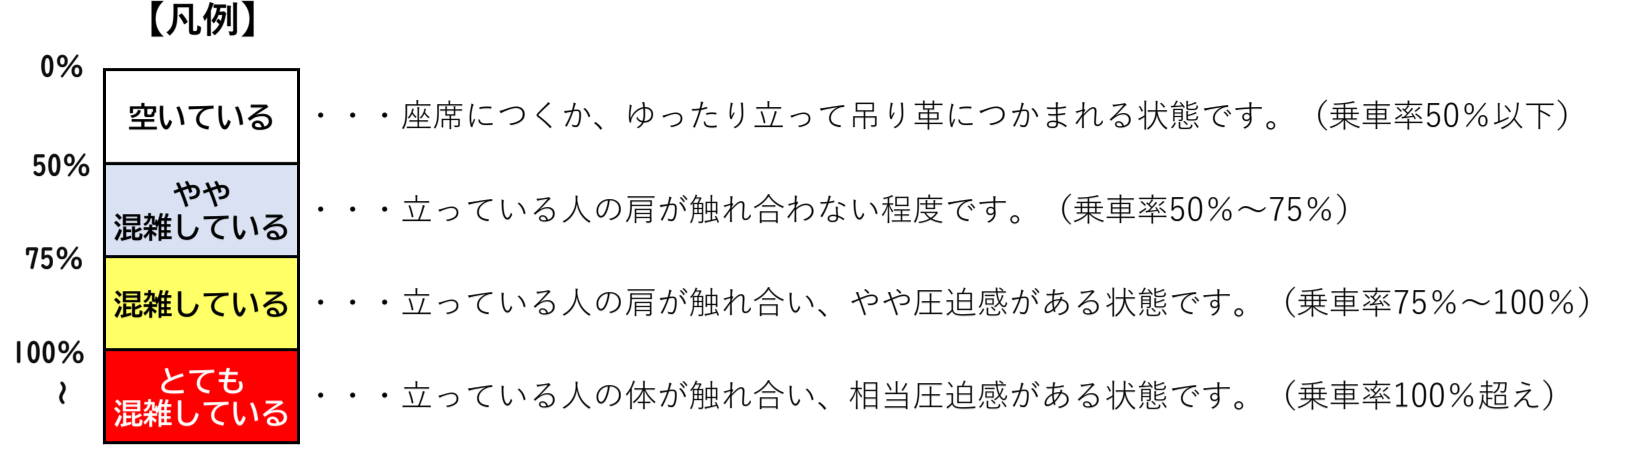 【凡例】
0%
空いている ・・・座席につくか、ゆったり立って吊り革につかまれる状態です。（乗車率50％以下）
50%
やや
混雑している ・・・立っている人の肩が触れ合わない程度です。（乗車率50％～75％）
75%
混雑している ・・・立っている人の肩が触れ合い、やや圧迫感がある状態です。（乗車率75％～100％）
100%
～
とても
混雑している ・・・立っている人の体が触れ合い、相当圧迫感がある状態です。（乗車率100％超え）